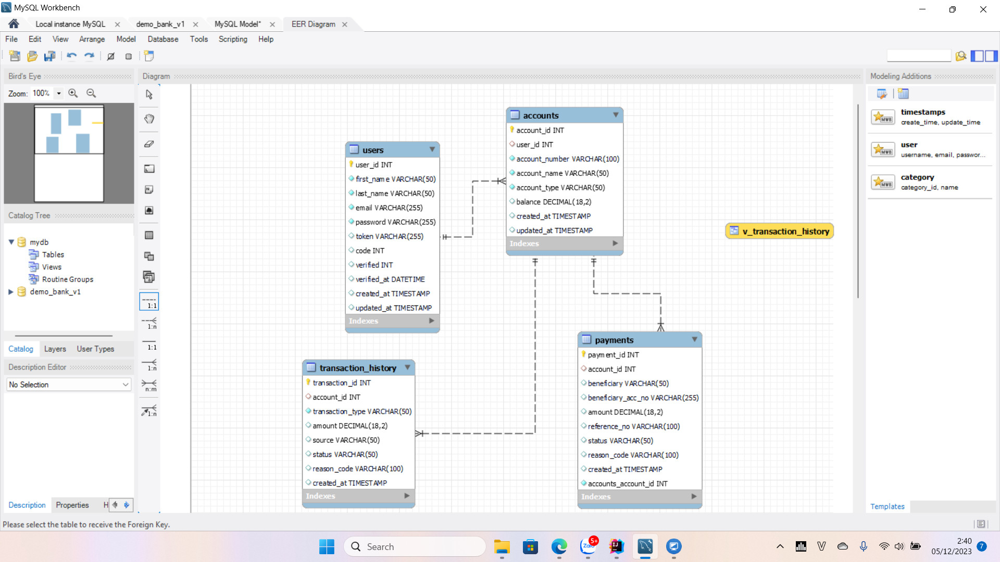 MySQL Workbench
Local instance MySQL
demo_bank_v1
MySQL Model*
EER Diagram
File Edit View Arrange Model Database Tools Scripting Help
Bird's Eye
Zoom: 100%
Catalog Tree
mydb
Tables
Views
Routine Groups
demo_bank_v1
Catalog Layers User Types
Description Editor
No Selection
Description Properties H
Diagram
1:1
1:n
1:1
1:n
n:m
1:n
users
user_id INT
first_name VARCHAR(50)
last_name VARCHAR(50)
email VARCHAR(255)
password VARCHAR(255)
token VARCHAR(255)
code INT
verified INT
verified_at DATETIME
created_at TIMESTAMP
updated_at TIMESTAMP
Indexes
accounts
account_id INT
user_id INT
account_number VARCHAR(100)
account_name VARCHAR(50)
account_type VARCHAR(50)
balance DECIMAL(18,2)
created_at TIMESTAMP
updated_at TIMESTAMP
Indexes
v_transaction_history
transaction_history
transaction_id INT
account_id INT
transaction_type VARCHAR(50)
amount DECIMAL(18,2)
source VARCHAR(50)
status VARCHAR(50)
reason_code VARCHAR(100)
created_at TIMESTAMP
Indexes
payments
payment_id INT
account_id INT
beneficiary VARCHAR(50)
beneficiary_acc_no VARCHAR(255)
amount DECIMAL(18,2)
reference_no VARCHAR(100)
status VARCHAR(50)
reason_code VARCHAR(100)
created_at TIMESTAMP
accounts_account_id INT
Indexes
Modeling Additions
MWB
timestamps
create_time, update_time
MWB
user
username, email, passwor...
MWB
category
category_id, name
Templates
Please select the table to receive the Foreign Key.
Search
Zalo
5+
IJ
2:40
05/12/2023
7